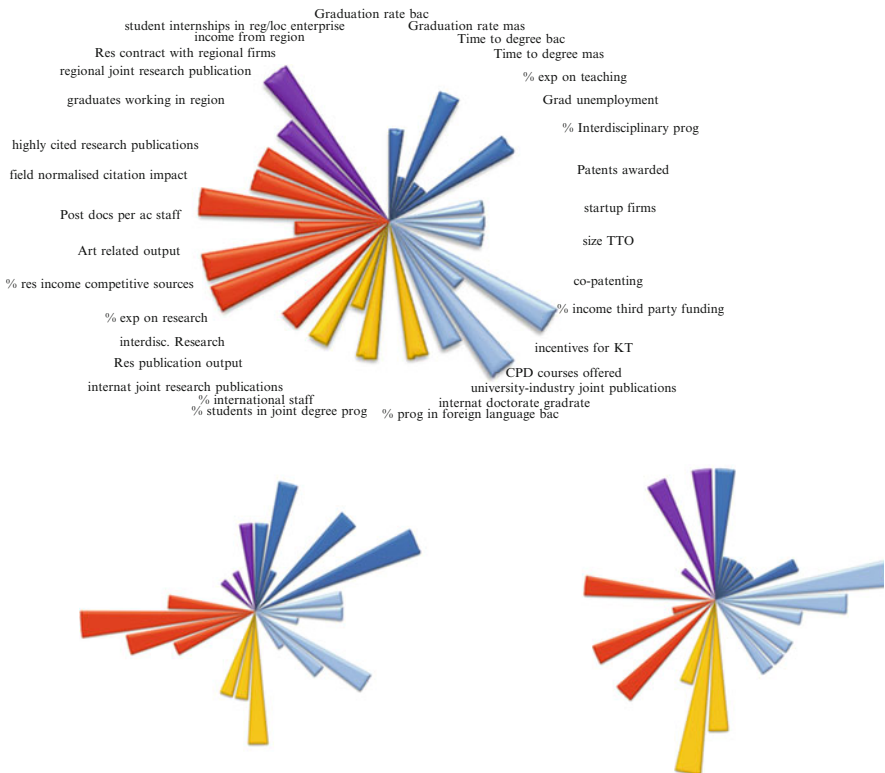 Graduation rate bac
student internships in reg/loc enterprise
Graduation rate mas
income from region
Time to degree bac
Res contract with regional firms
Time to degree mas
regional joint research publication
% exp on teaching
graduates working in region
Grad unemployment
% Interdisciplinary prog
highly cited research publications
Patents awarded
field normalised citation impact
startup firms
Post docs per ac staff
size TTO
Art related output
co-patenting
% res income competitive sources
% income third party funding
% exp on research
interdisc. Research
incentives for KT
Res publication output
CPD courses offered
internat joint research publications
university-industry joint publications
% international staff
internat doctorate gradrate
% students in joint degree prog
% prog in foreign language bac